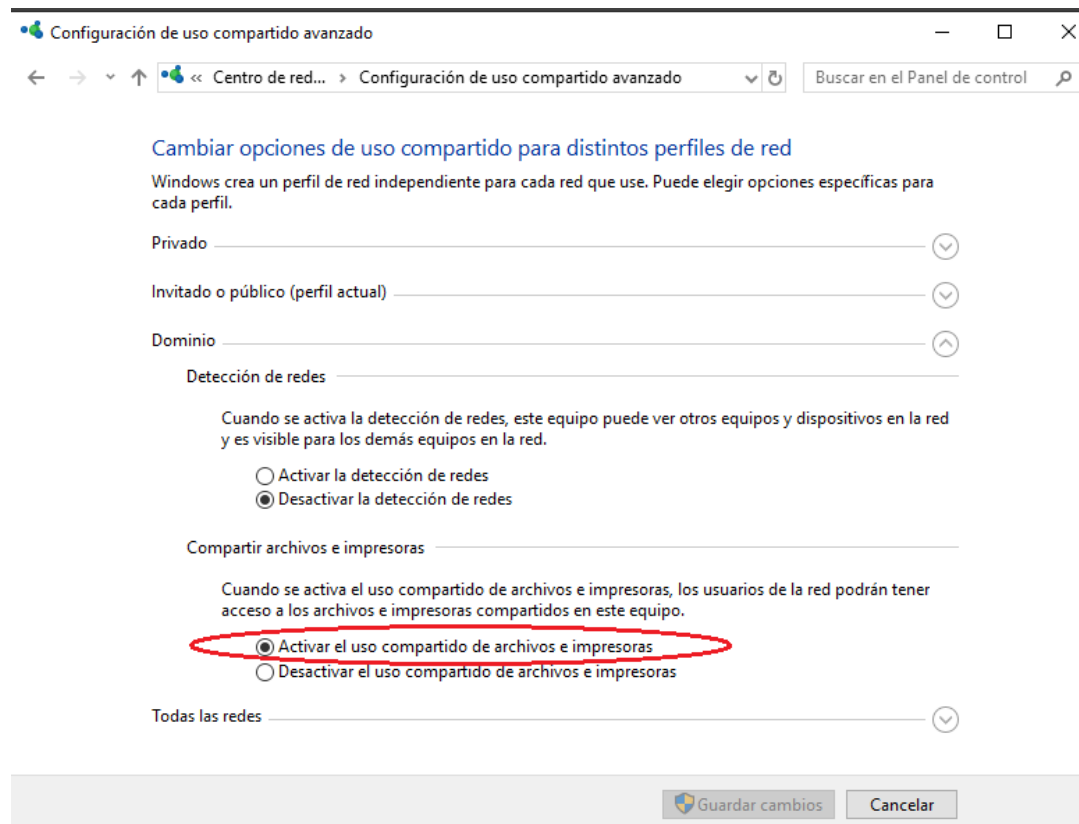 Configuración de uso compartido avanzado
« Centro de red... › Configuración de uso compartido avanzado
Buscar en el Panel de control
Cambiar opciones de uso compartido para distintos perfiles de red
Windows crea un perfil de red independiente para cada red que use. Puede elegir opciones específicas para
cada perfil.
Privado
Invitado o público (perfil actual)
Dominio
Detección de redes
Cuando se activa la detección de redes, este equipo puede ver otros equipos y dispositivos en la red
y es visible para los demás equipos en la red.
Activar la detección de redes
Desactivar la detección de redes
Compartir archivos e impresoras
Cuando se activa el uso compartido de archivos e impresoras, los usuarios de la red podrán tener
acceso a los archivos e impresoras compartidos en este equipo.
Activar el uso compartido de archivos e impresoras
Desactivar el uso compartido de archivos e impresoras
Todas las redes
Guardar cambios
Cancelar